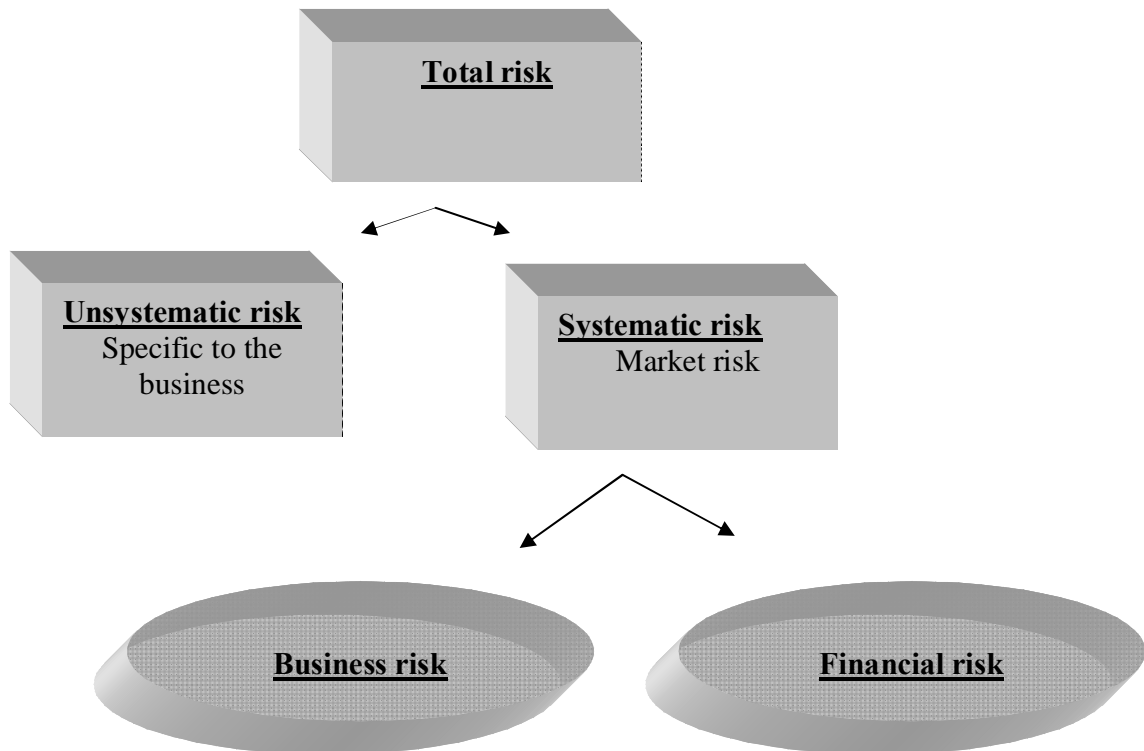 Total risk
Unsystematic risk
Specific to the
business
Systematic risk
Market risk
Business risk
Financial risk